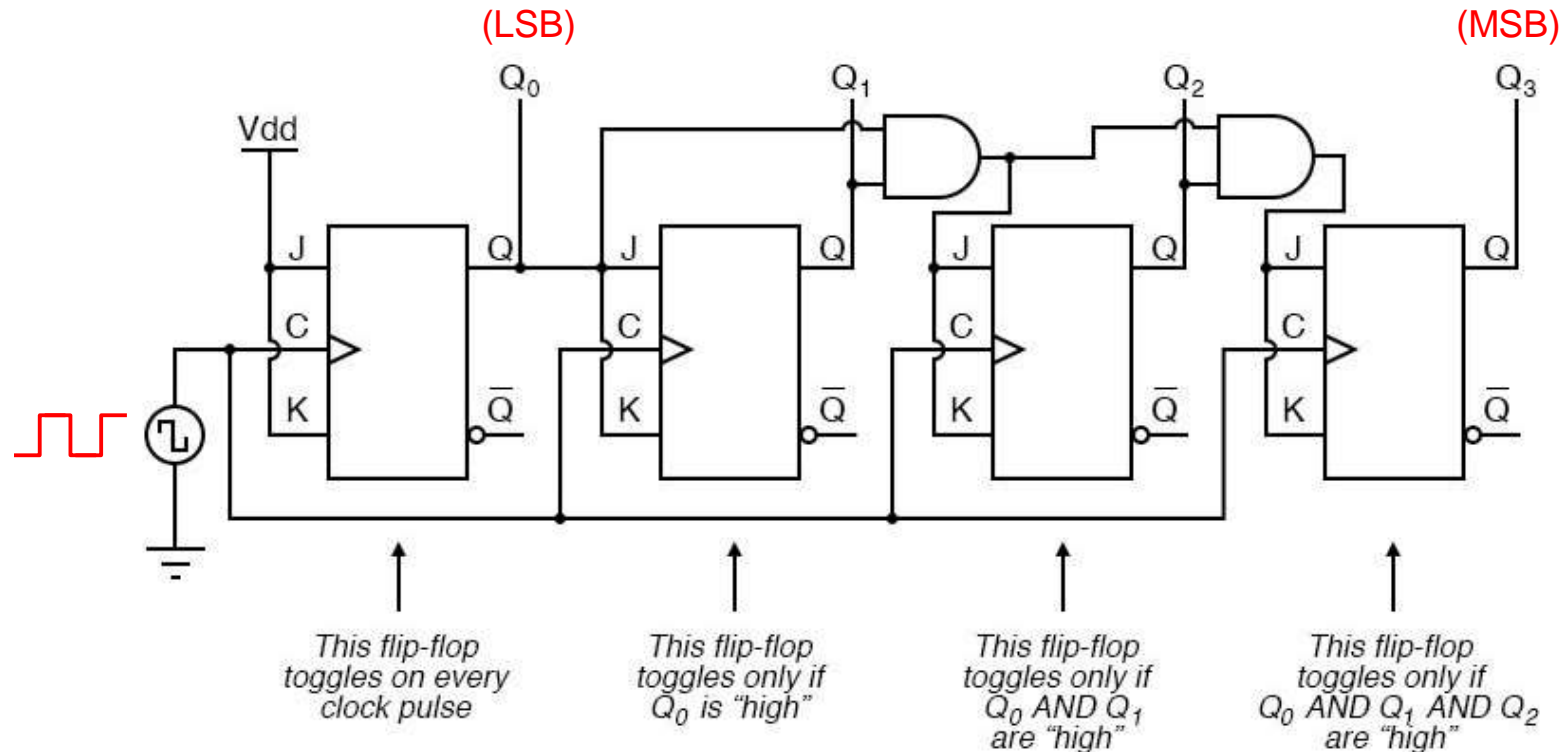 (LSB) (MSB)
Q0 Q1 Q2 Q3
Vdd
J Q J Q J Q J Q
C C C C
K Q̅ K Q̅ K Q̅ K Q̅
This flip-flop
toggles on every
clock pulse
This flip-flop
toggles only if
Q0 is "high"
This flip-flop
toggles only if
Q0 AND Q1
are "high"
This flip-flop
toggles only if
Q0 AND Q1 AND Q2
are "high"